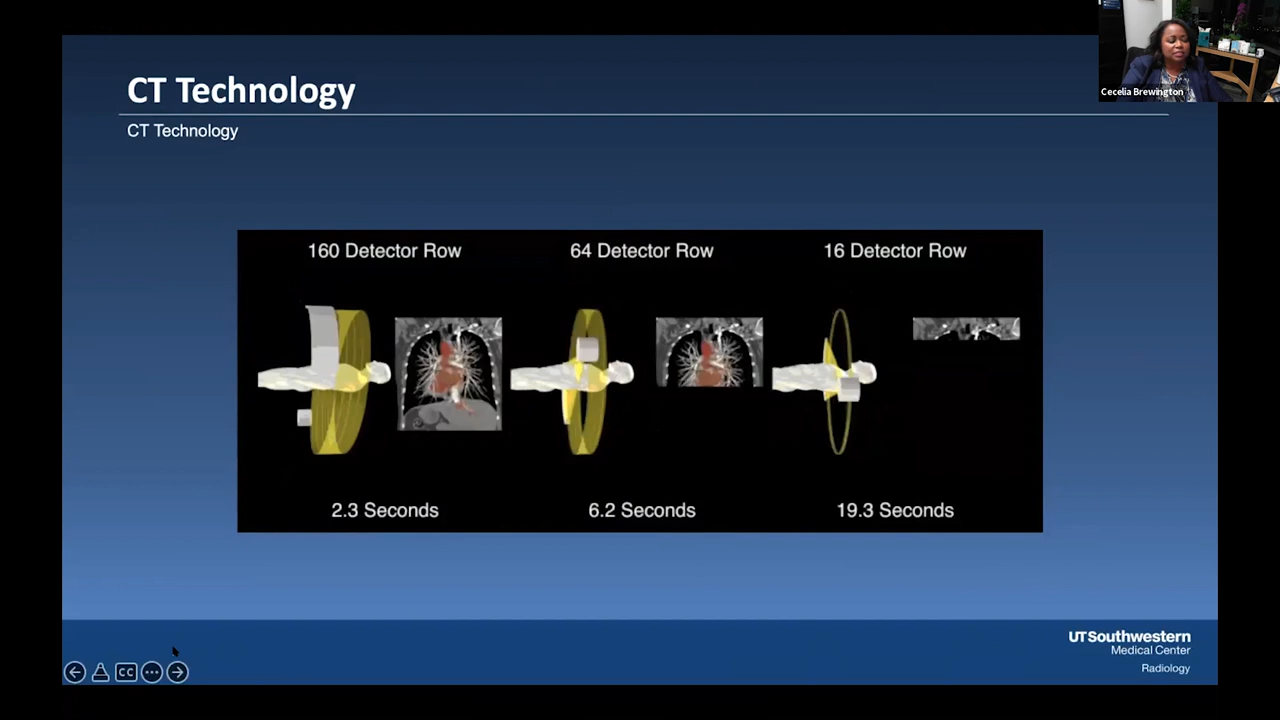 CT Technology
CT Technology
Cecelia Brewington
160 Detector Row
64 Detector Row
16 Detector Row
2.3 Seconds
6.2 Seconds
19.3 Seconds
UTSouthwestern
Medical Center
Radiology
CC